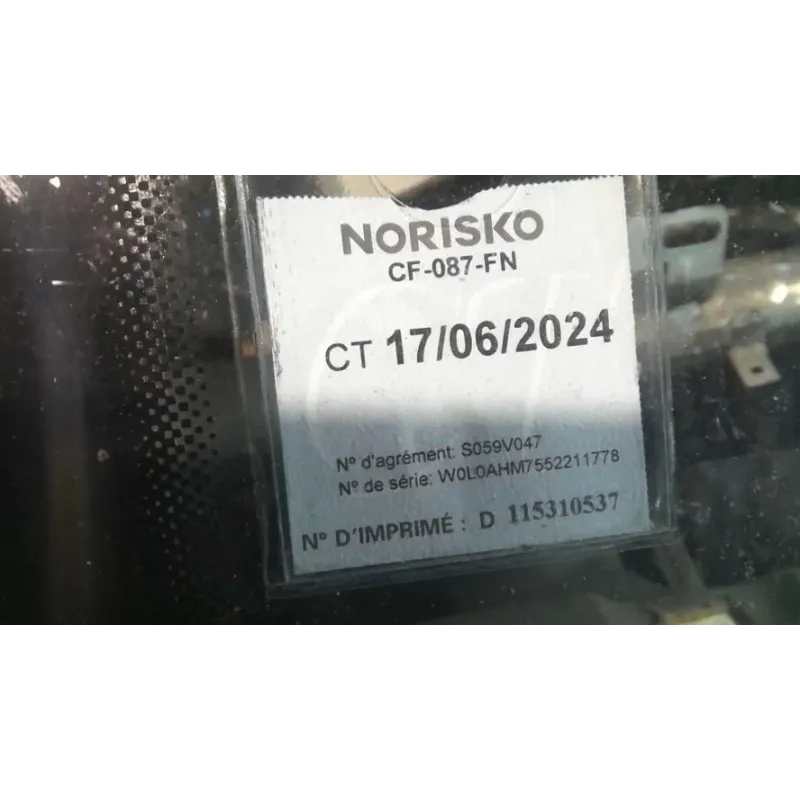 NORISKO
CF-087-FN
CT 17/06/2024
N° d'agrément: S059V047
N° de série: W0L0AHM7552211778
N° D'IMPRIMÉ : D 115310537